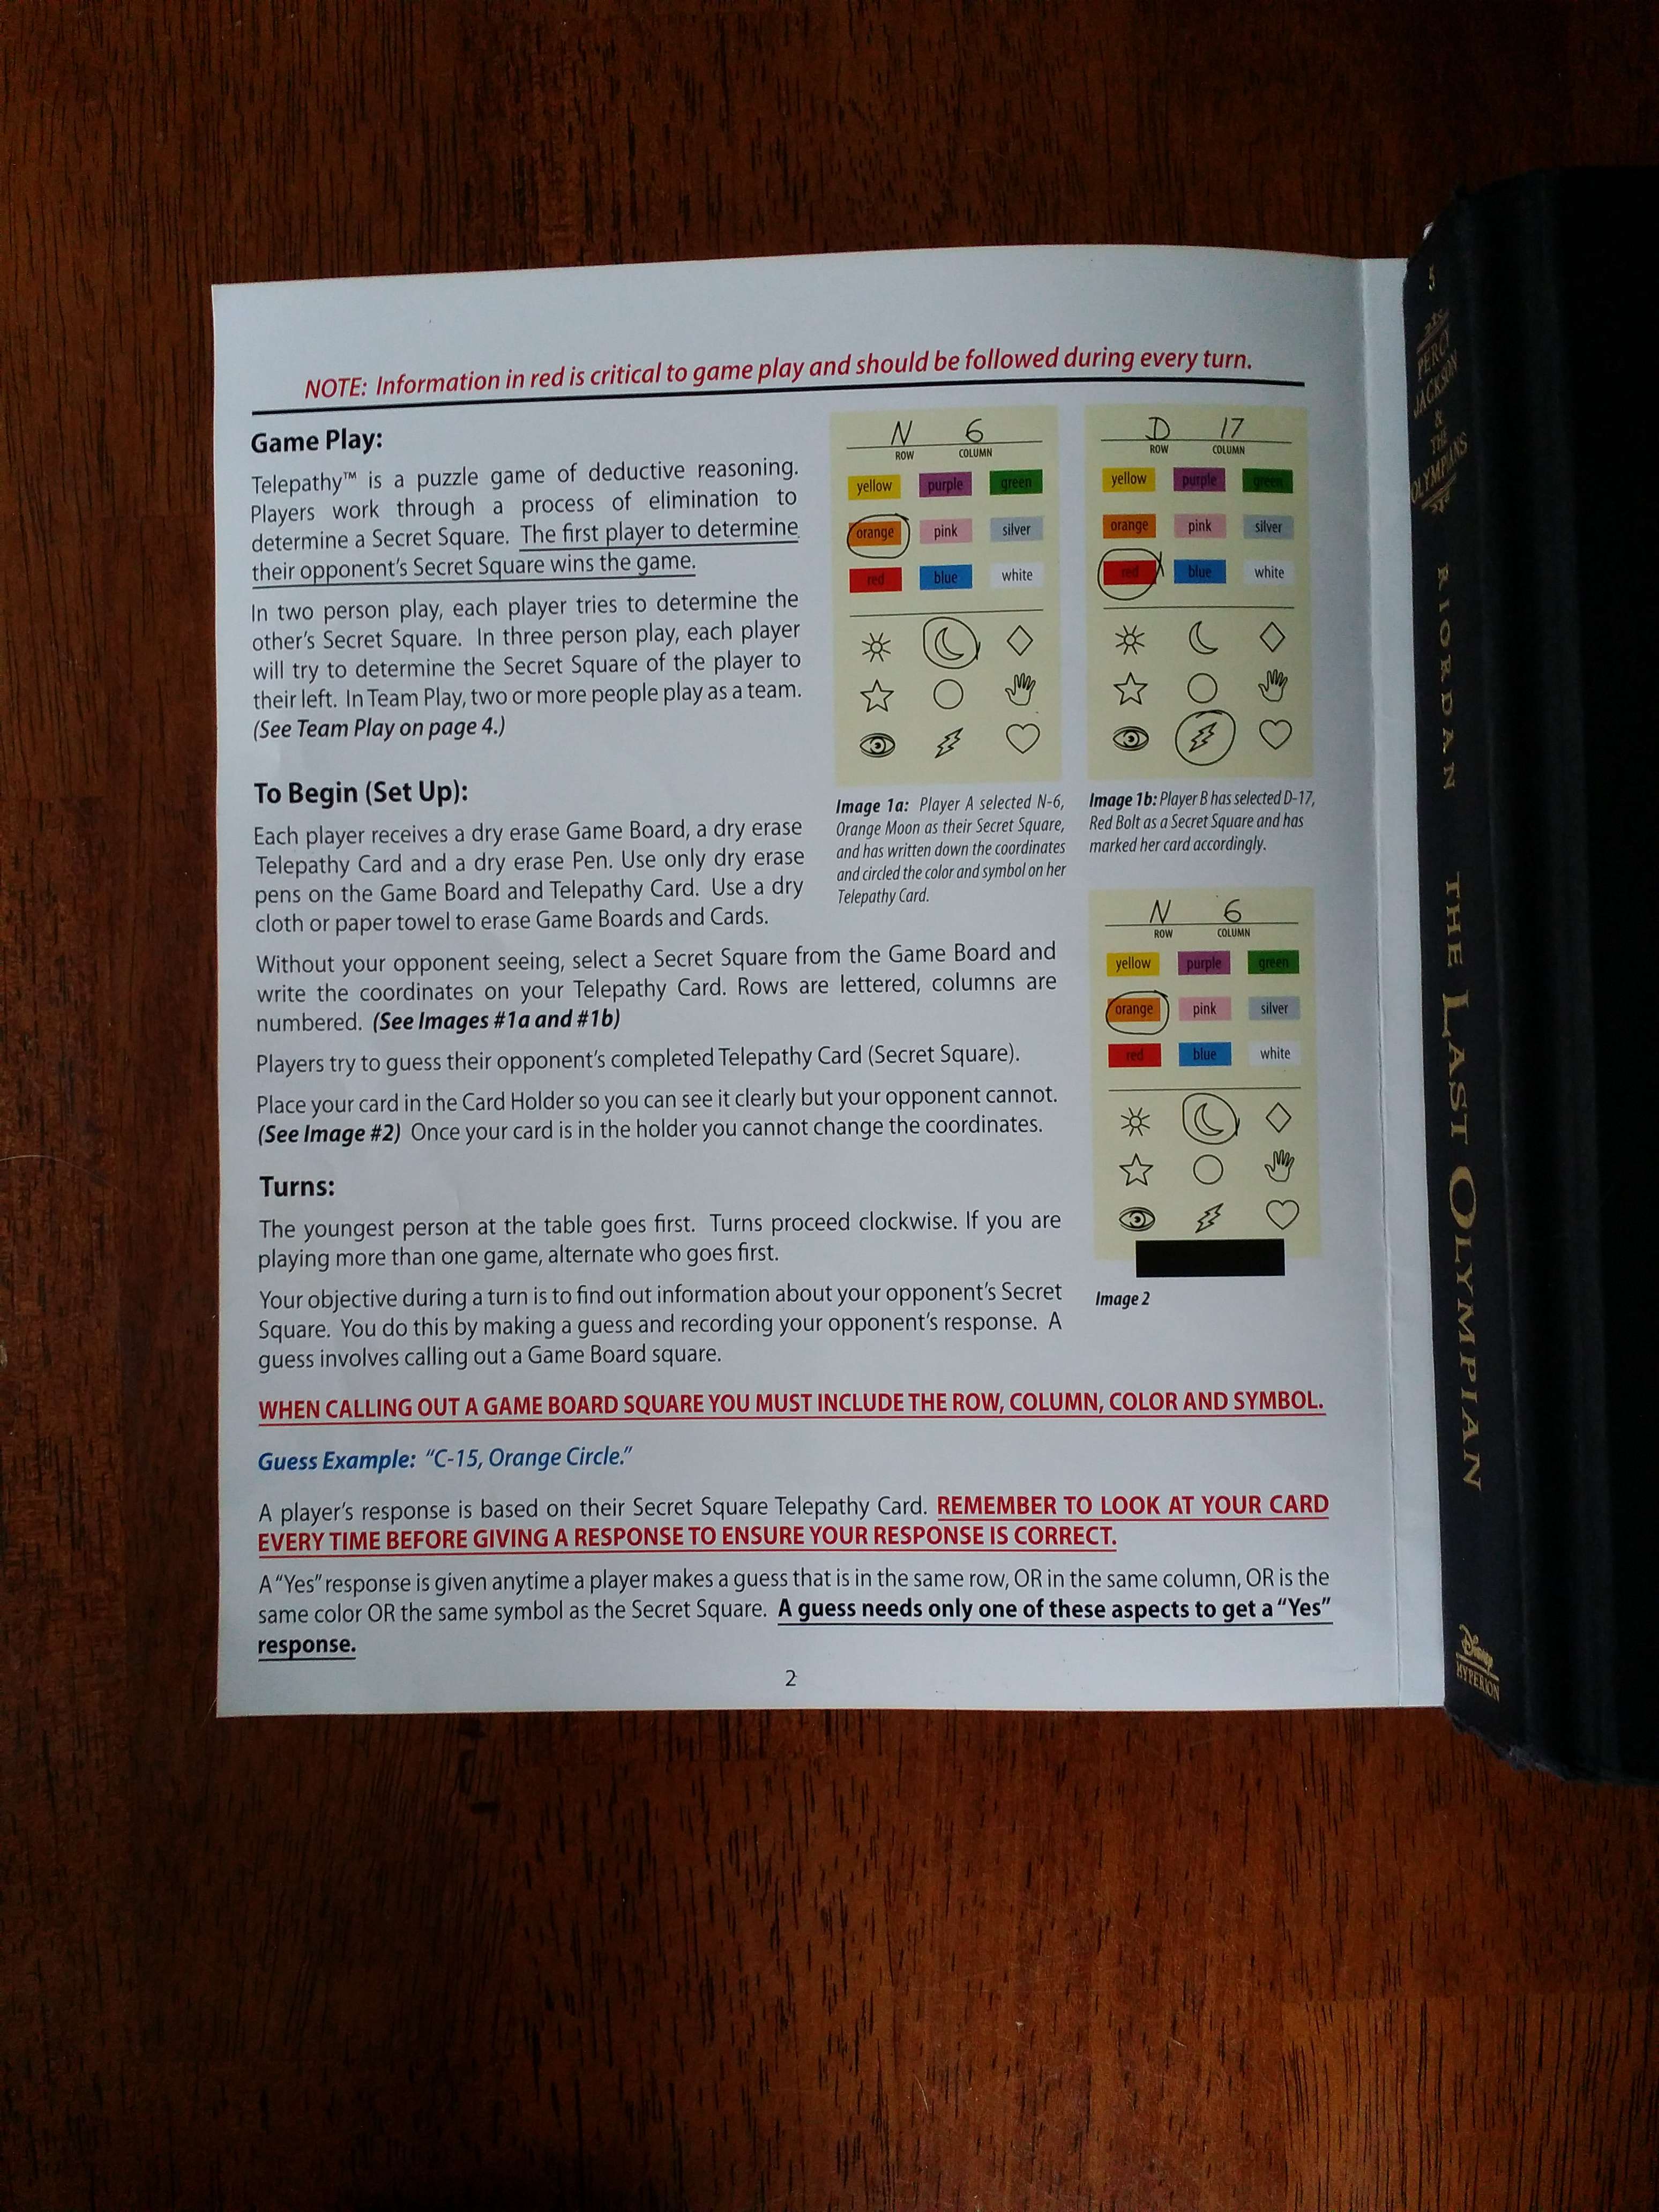 NOTE: Information in red is critical to game play and should be followed during every turn.
Game Play:
Telepathy™ is a puzzle game of deductive reasoning.
Players work through a process of elimination to
determine a Secret Square. The first player to determine
their opponent's Secret Square wins the game.
In two person play, each player tries to determine the
other's Secret Square. In three person play, each player
will try to determine the Secret Square of the player to
their left. In Team Play, two or more people play as a team.
(See Team Play on page 4.)
To Begin (Set Up):
Each player receives a dry erase Game Board, a dry erase
Telepathy Card and a dry erase Pen. Use only dry erase
pens on the Game Board and Telepathy Card. Use a dry
cloth or paper towel to erase Game Boards and Cards.
Without your opponent seeing, select a Secret Square from the Game Board and
write the coordinates on your Telepathy Card. Rows are lettered, columns are
numbered. (See Images #1a and #1b)
Players try to guess their opponent's completed Telepathy Card (Secret Square).
Place your card in the Card Holder so you can see it clearly but your opponent cannot.
(See Image #2) Once your card is in the holder you cannot change the coordinates.
Turns:
The youngest person at the table goes first. Turns proceed clockwise. If you are
playing more than one game, alternate who goes first.
Your objective during a turn is to find out information about your opponent's Secret
Square. You do this by making a guess and recording your opponent's response. A
guess involves calling out a Game Board square.
N 6
ROW COLUMN
yellow purple green
orange pink silver
red blue white
Image 1a: Player A selected N-6,
Orange Moon as their Secret Square,
and has written down the coordinates
and circled the color and symbol on her
Telepathy Card.
D 17
ROW COLUMN
yellow purple green
orange pink silver
red blue white
Image 1b: Player B has selected D-17,
Red Bolt as a Secret Square and has
marked her card accordingly.
N 6
ROW COLUMN
yellow purple green
orange pink silver
red blue white
Image 2
WHEN CALLING OUT A GAME BOARD SQUARE YOU MUST INCLUDE THE ROW, COLUMN, COLOR AND SYMBOL.
Guess Example: "C-15, Orange Circle."
A player's response is based on their Secret Square Telepathy Card. REMEMBER TO LOOK AT YOUR CARD
EVERY TIME BEFORE GIVING A RESPONSE TO ENSURE YOUR RESPONSE IS CORRECT.
A "Yes" response is given anytime a player makes a guess that is in the same row, OR in the same column, OR is the
same color OR the same symbol as the Secret Square. A guess needs only one of these aspects to get a "Yes"
response.
2
5
PERCY
JACKSON
&
THE
OLYMPIANS
RIORDAN
THE LAST OLYMPIAN
Disney
HYPERION